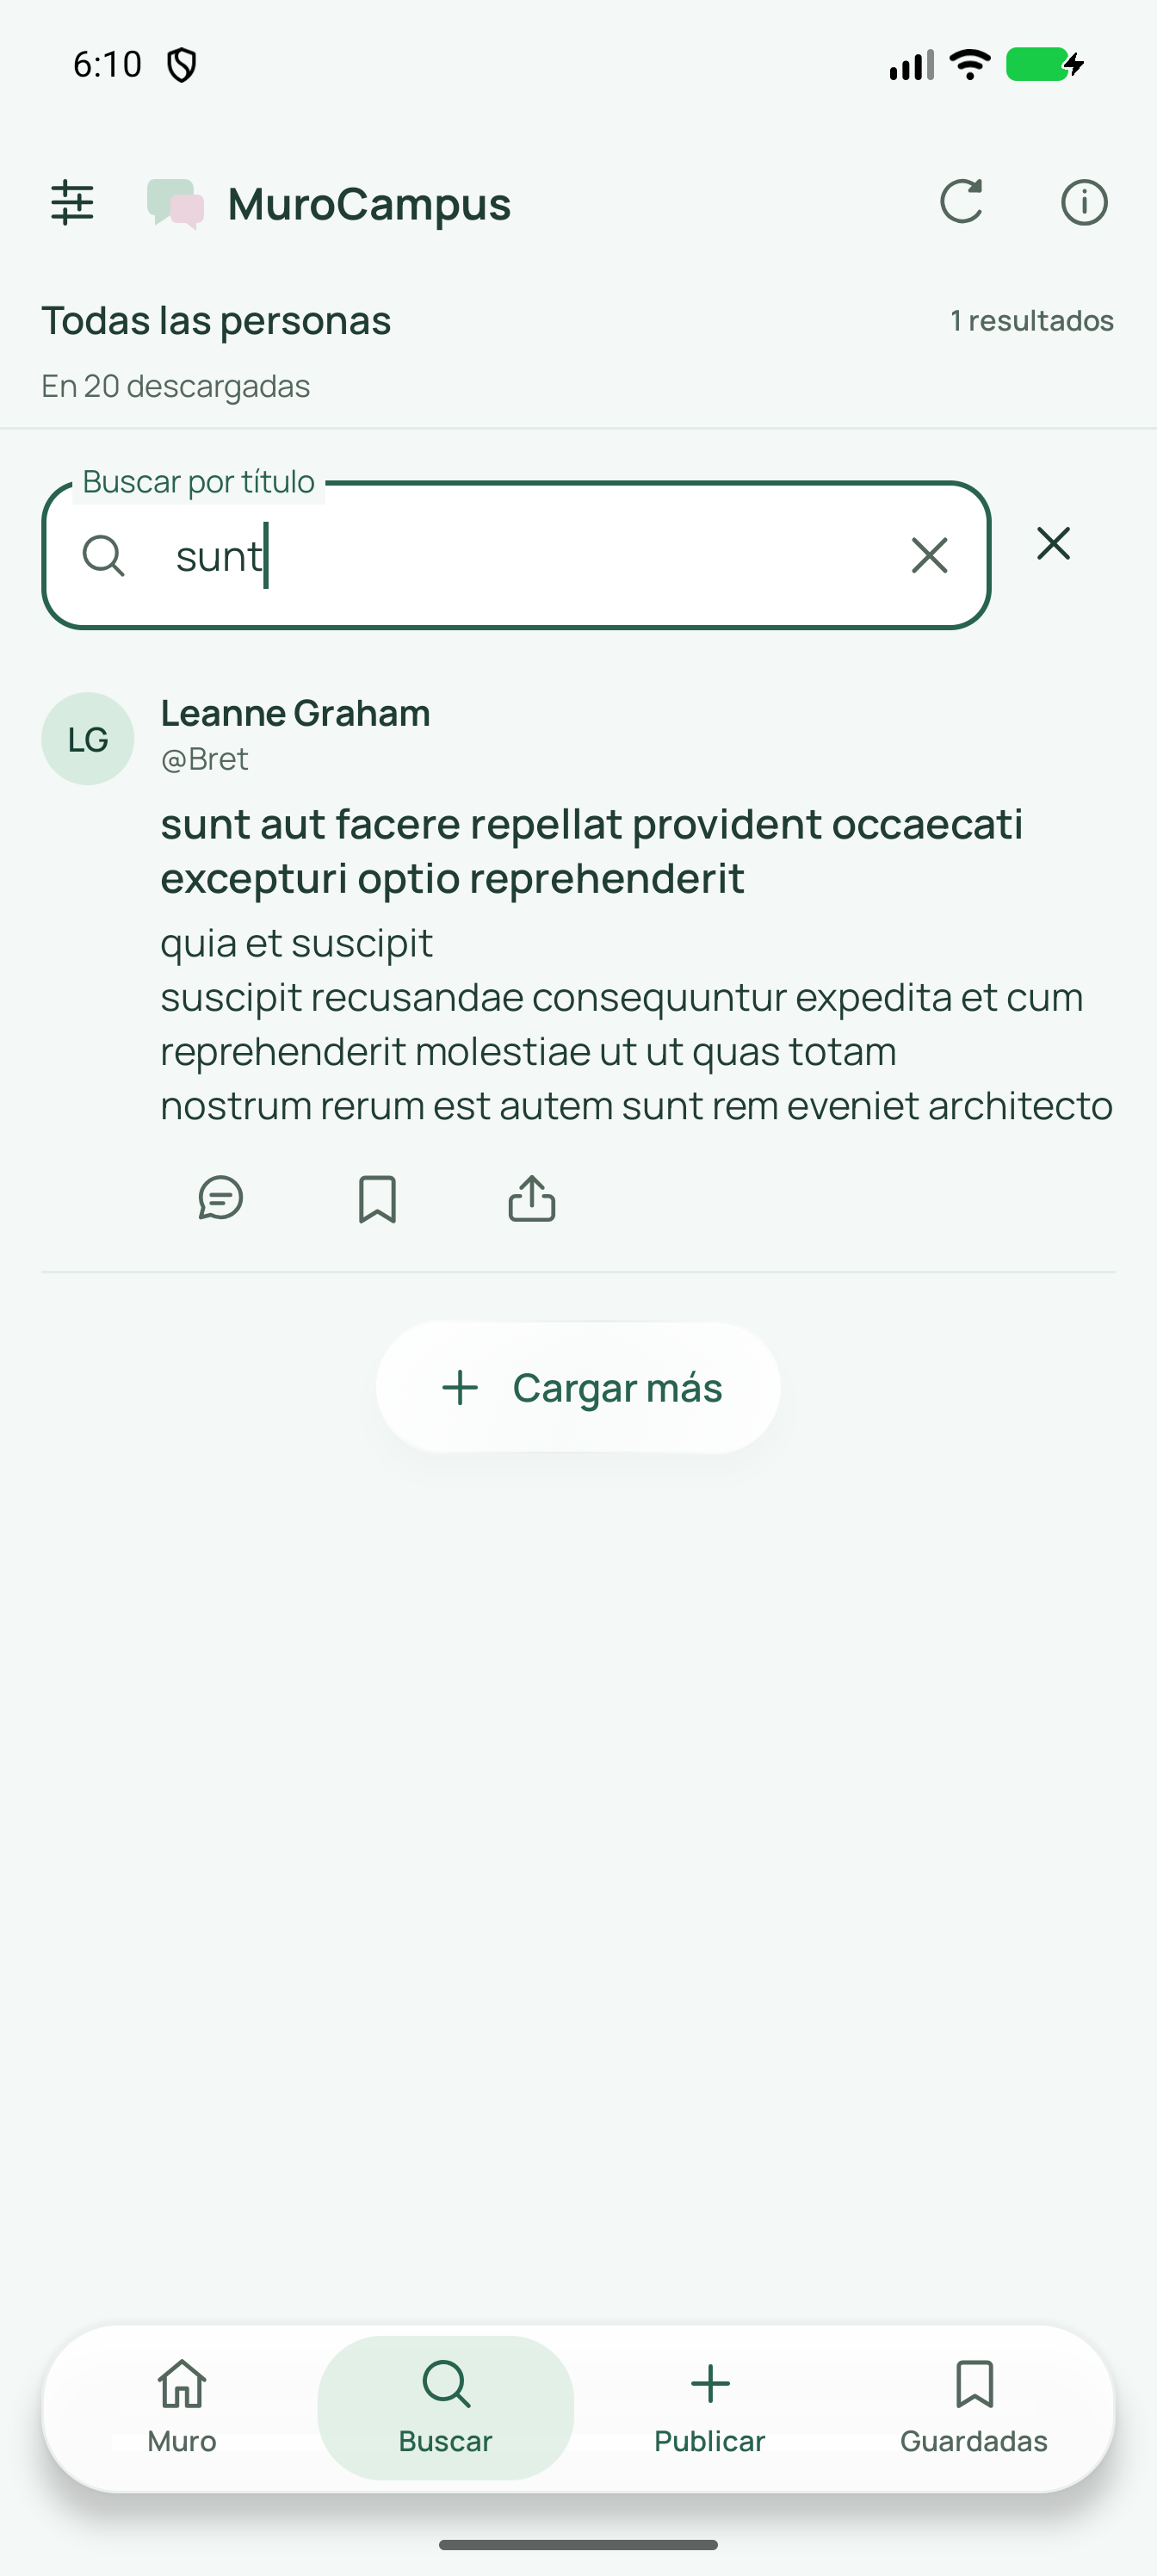 6:10
MuroCampus
Todas las personas
1 resultados
En 20 descargadas
Buscar por título
sunt
LG
Leanne Graham
@Bret
sunt aut facere repellat provident occaecati
excepturi optio reprehenderit
quia et suscipit
suscipit recusandae consequuntur expedita et cum
reprehenderit molestiae ut ut quas totam
nostrum rerum est autem sunt rem eveniet architecto
Cargar más
Muro
Buscar
Publicar
Guardadas